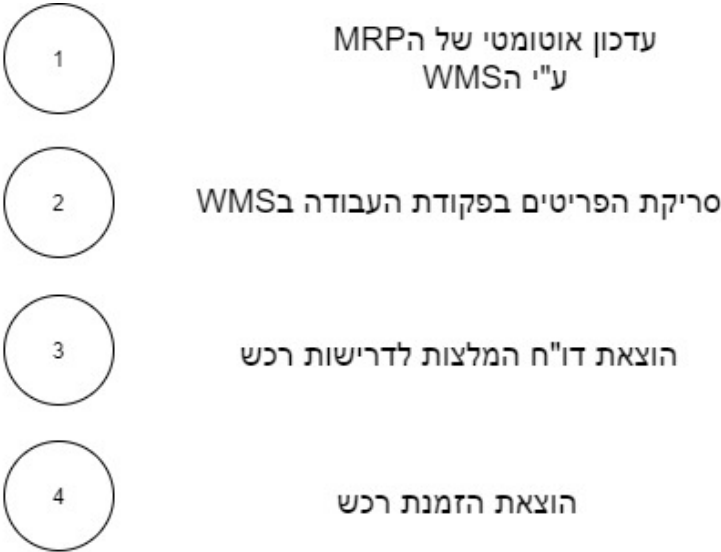 1
עדכון אוטומטי של הMRP
ע"י הWMS
2
סריקת הפריטים בפקודת העבודה בWMS
3
הוצאת דו"ח המלצות לדרישות רכש
4
הוצאת הזמנת רכש